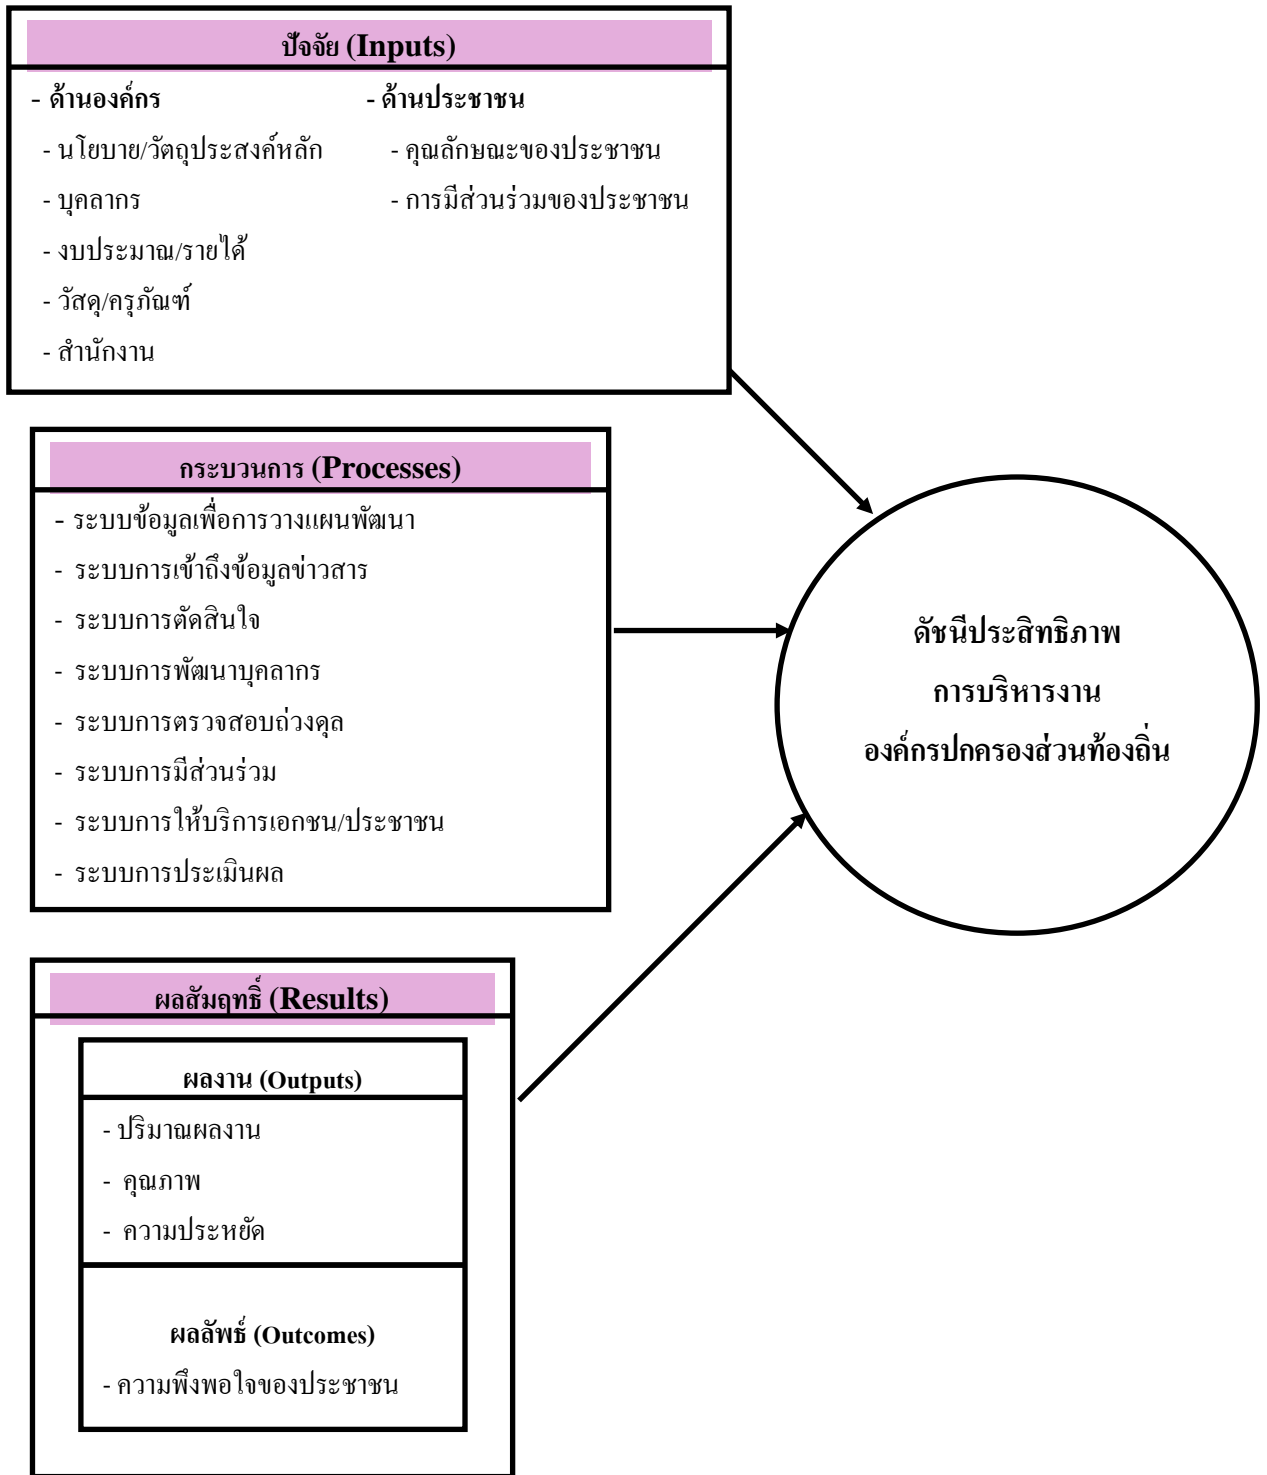 ปัจจัย (Inputs)
- ด้านองค์กร
- นโยบาย/วัตถุประสงค์หลัก
- บุคลากร
- งบประมาณ/รายได้
- วัสดุ/ครุภัณฑ์
- สำนักงาน
- ด้านประชาชน
- คุณลักษณะของประชาชน
- การมีส่วนร่วมของประชาชน
กระบวนการ (Processes)
- ระบบข้อมูลเพื่อการวางแผนพัฒนา
- ระบบการเข้าถึงข้อมูลข่าวสาร
- ระบบการตัดสินใจ
- ระบบการพัฒนาบุคลากร
- ระบบการตรวจสอบถ่วงดุล
- ระบบการมีส่วนร่วม
- ระบบการให้บริการเอกชน/ประชาชน
- ระบบการประเมินผล
ดัชนีประสิทธิภาพ
การบริหารงาน
องค์กรปกครองส่วนท้องถิ่น
ผลสัมฤทธิ์ (Results)
ผลงาน (Outputs)
- ปริมาณผลงาน
- คุณภาพ
- ความประหยัด
ผลลัพธ์ (Outcomes)
- ความพึงพอใจของประชาชน